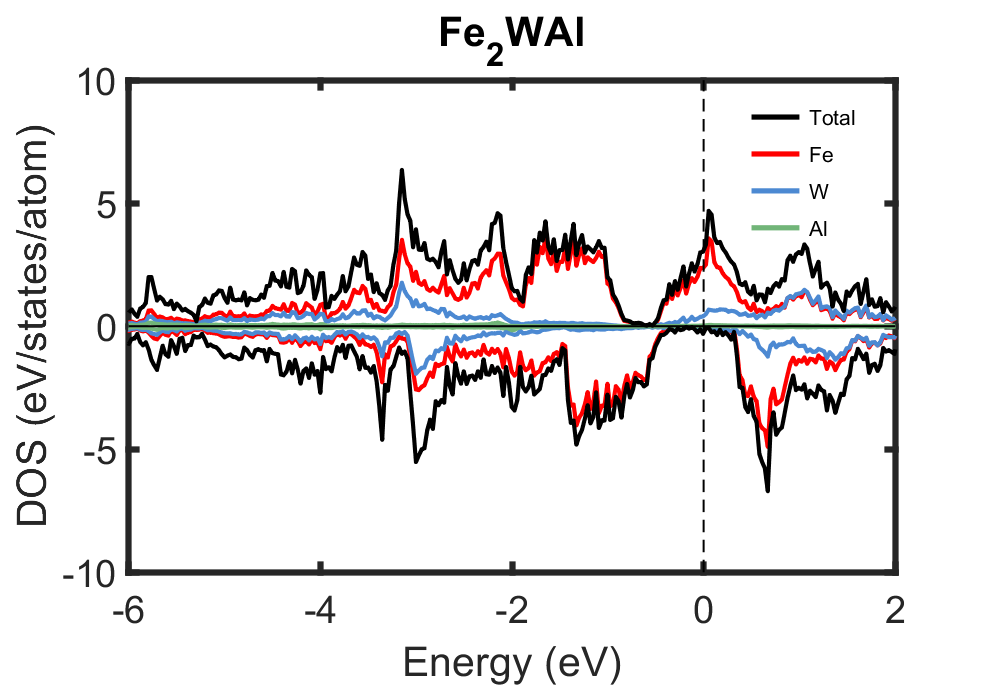 Fe₂WAl
DOS (eV/states/atom)
10
5
0
-5
-10
Total
Fe
W
Al
-6
-4
-2
0
2
Energy (eV)